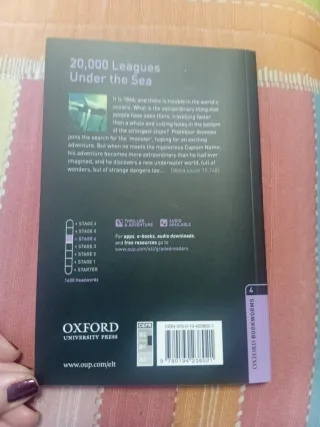 20,000 Leagues
Under the Sea
It is 1866, and there is trouble in the world's
oceans. What is the extraordinary thing that
people have seen there, travelling faster
than a whale and cutting holes in the bottom
of the strongest ships? Professor Aronnax
joins the search for the 'monster', hoping for an exciting
adventure. But when he meets the mysterious Captain Nemo,
his adventure becomes more extraordinary than he had ever
imagined, and he discovers a new underwater world, full of
wonders, but of strange dangers too...
• STAGE 6
• STAGE 5
• STAGE 4
• STAGE 3
• STAGE 2
• STAGE 1
• STARTER
1400 Headwords
THRILLER
& ADVENTURE
AUDIO
AVAILABLE
For apps, e-books, audio downloads,
and free resources go to
www.oup.com/elt/gradedreaders
OXFORD
UNIVERSITY PRESS
www.oup.com/elt
4
OXFORD BOOKWORMS